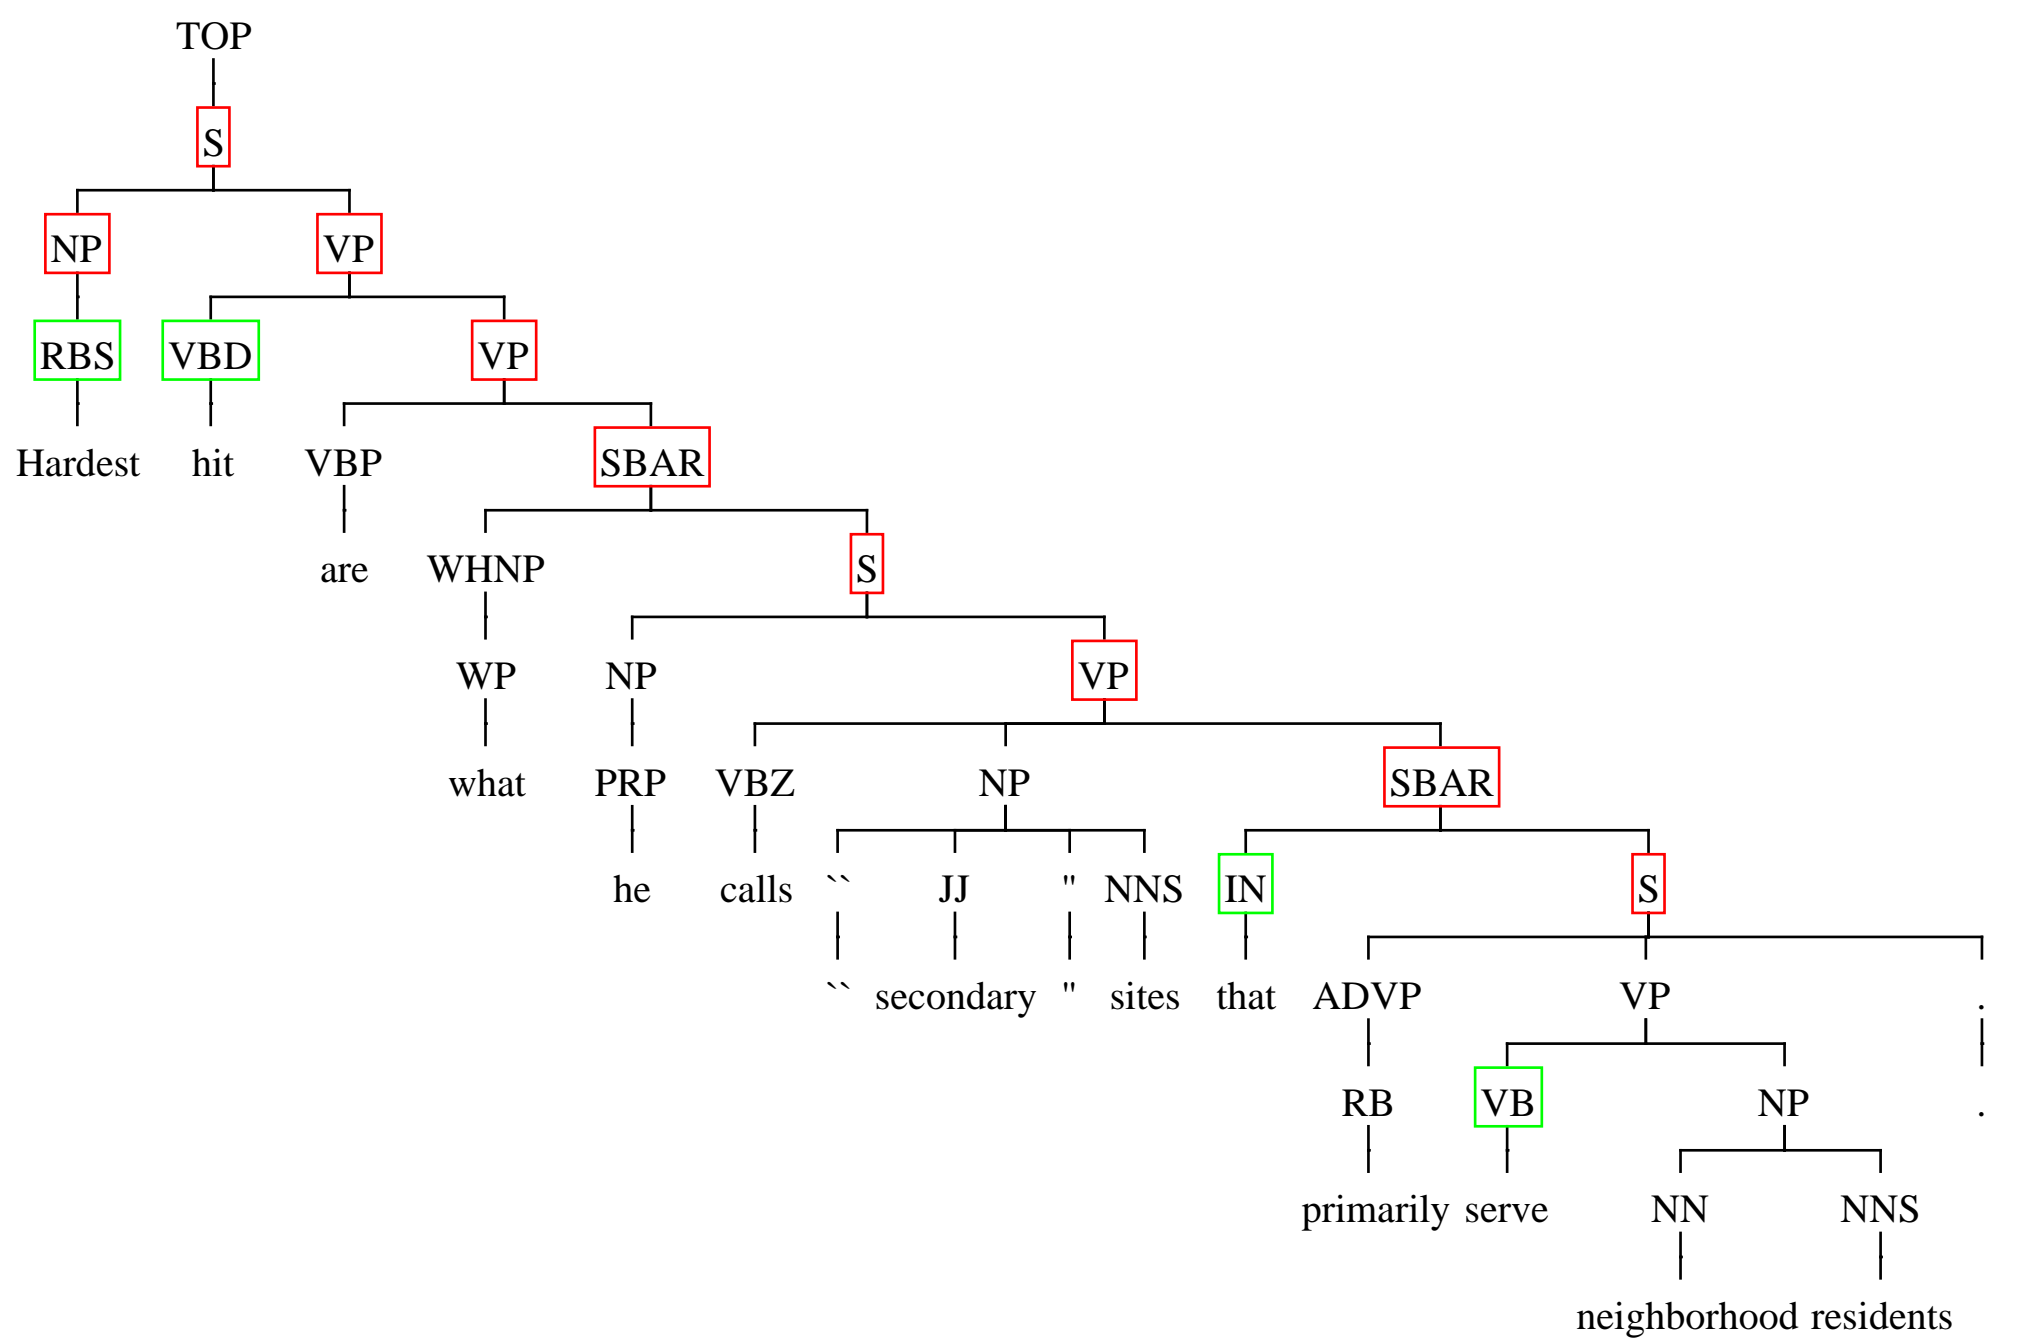 TOP
S
NP VP
RBS VBD VP
Hardest hit VBP SBAR
are WHNP S
WP NP VP
what PRP VBZ NP SBAR
he calls `` JJ '' NNS IN S
`` secondary '' sites that ADVP VP .
RB VB NP .
primarily serve NN NNS
neighborhood residents